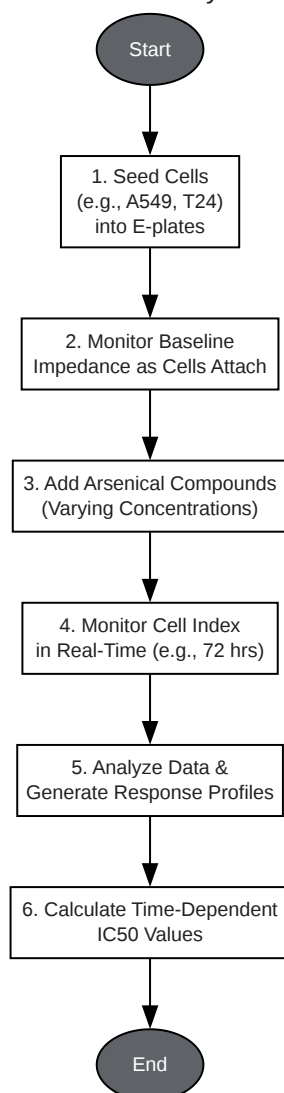 Start
1. Seed Cells
(e.g., A549, T24)
into E-plates
2. Monitor Baseline
Impedance as Cells Attach
3. Add Arsenical Compounds
(Varying Concentrations)
4. Monitor Cell Index
in Real-Time (e.g., 72 hrs)
5. Analyze Data &
Generate Response Profiles
6. Calculate Time-Dependent
IC50 Values
End